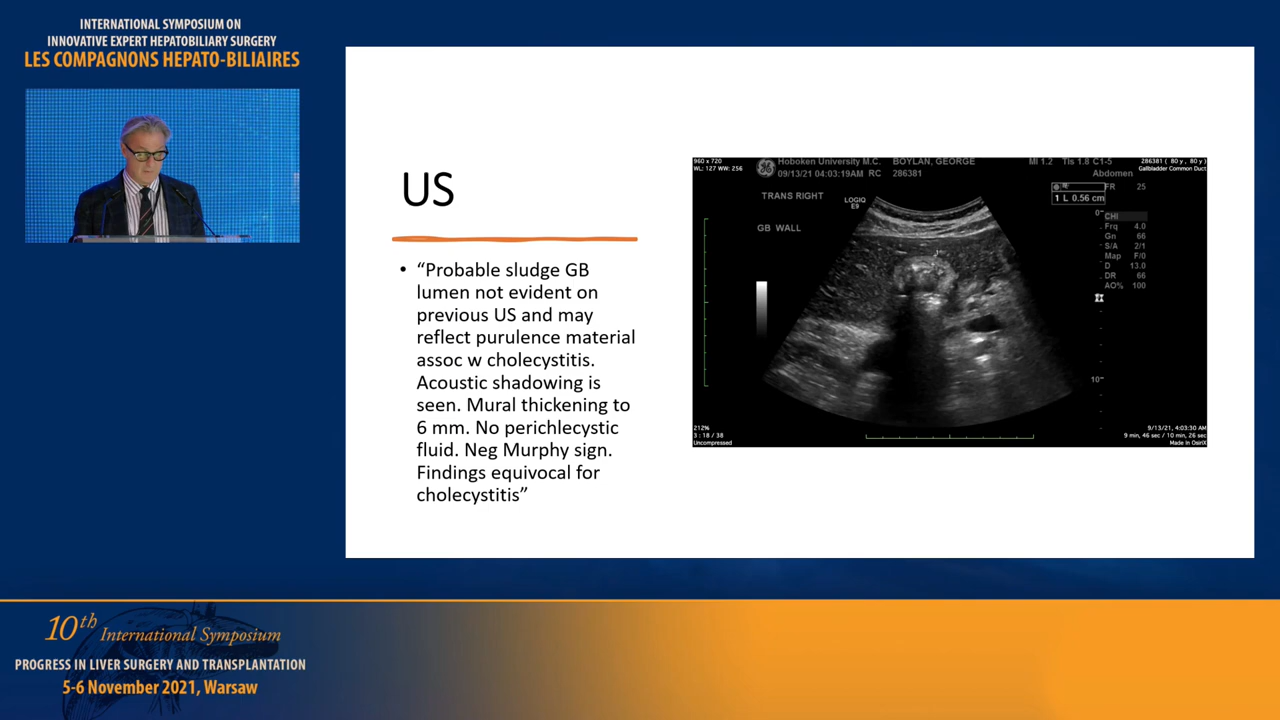 INTERNATIONAL SYMPOSIUM ON
INNOVATIVE EXPERT HEPATOBILIARY SURGERY
LES COMPAGNONS HEPATO-BILIAIRES
US
• “Probable sludge GB
lumen not evident on
previous US and may
reflect purulence material
assoc w cholecystitis.
Acoustic shadowing is
seen. Mural thickening to
6 mm. No perichlecystic
fluid. Neg Murphy sign.
Findings equivocal for
cholecystitis”
960 x 720
WL: 127 WW: 256
Hoboken University M.C. BOYLAN, GEORGE
09/13/21 04:03:19AM RC 286381
MI 1.2 TIs 1.8 C1-5
Abdomen
286381 ( 80 y , 80 y )
Gallbladder Common Duct
TRANS RIGHT
LOGIQ
E9
GB WALL
1 L 0.56 cm
FR 25
0
CHI
Frq 4.0
Gn 66
S/A 2/1
Map F/0
D 13.0
DR 66
AO% 100
10
212%
3 : 18 / 38
Uncompressed
9/13/21, 4:03:30 AM
9 min, 46 sec / 10 min, 26 sec
Made In OsiriX
10th International Symposium
PROGRESS IN LIVER SURGERY AND TRANSPLANTATION
5-6 November 2021, Warsaw